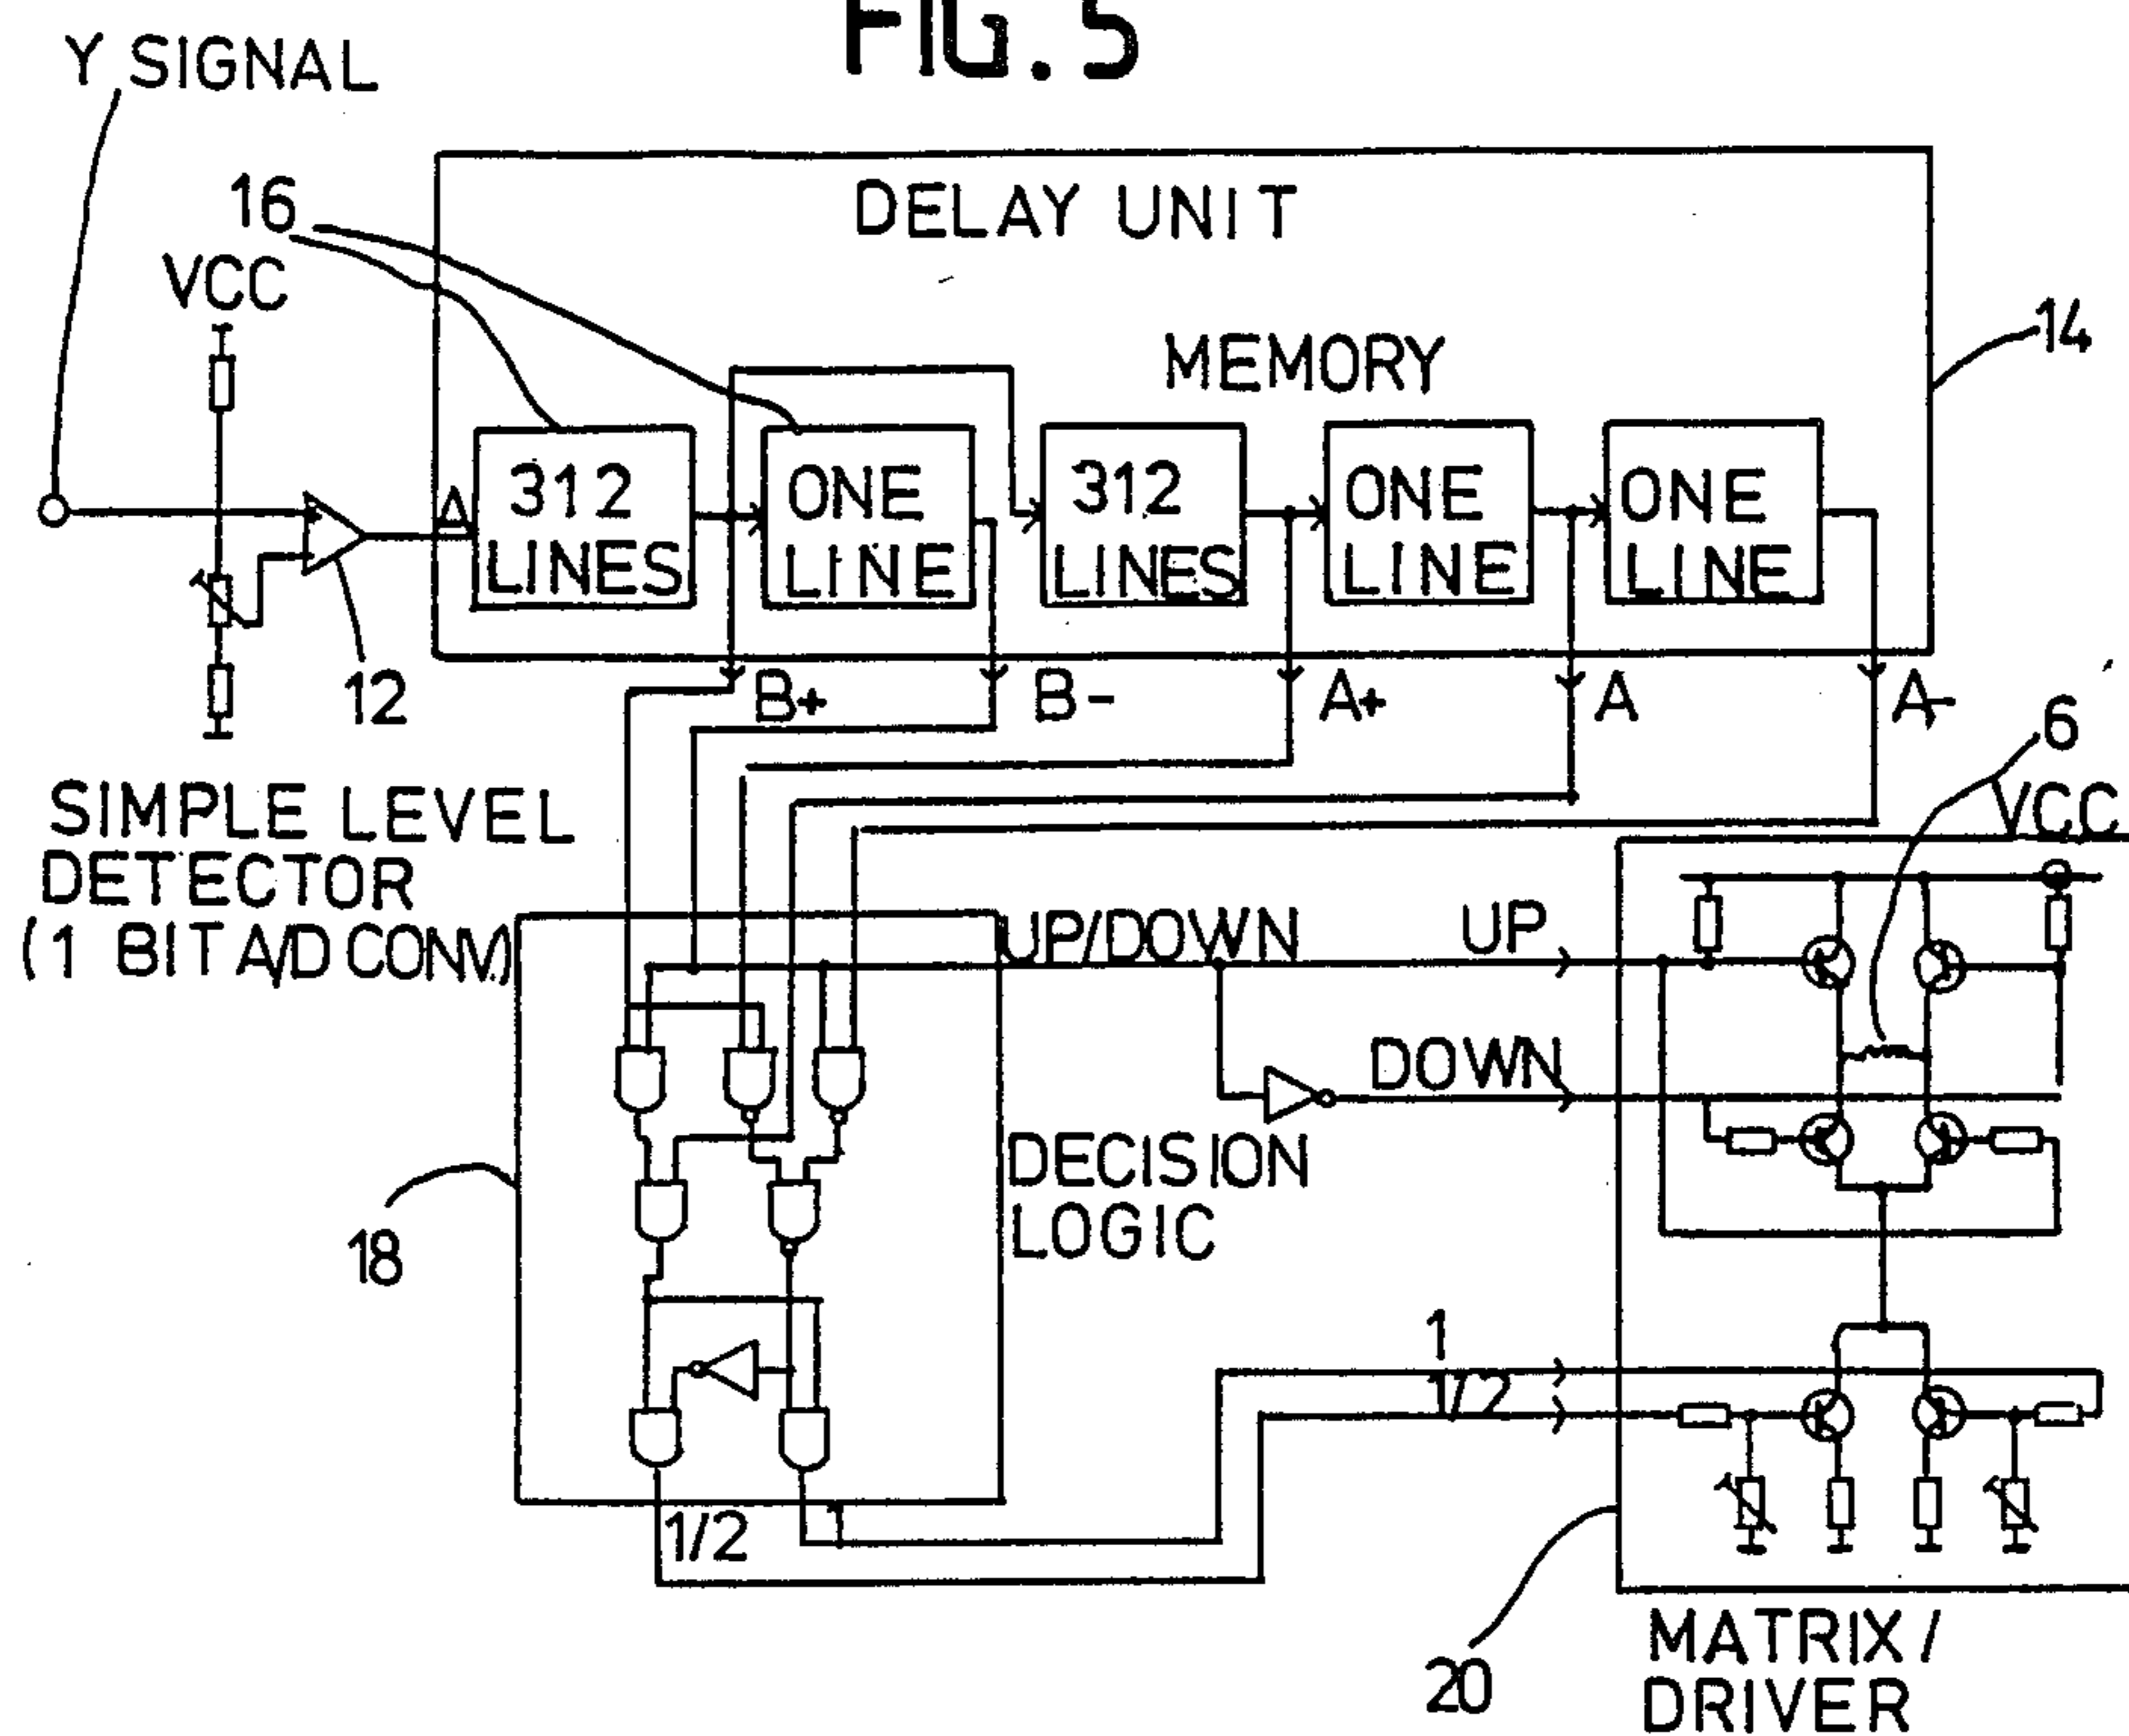 FIG. 5
Y SIGNAL
16
VCC
DELAY UNIT
14
MEMORY
312
LINES
ONE
LINE
312
LINES
ONE
LINE
ONE
LINE
12
B+
B-
A+
A
A-
6
VCC
SIMPLE LEVEL
DETECTOR
(1 BIT A/D CONV.)
UP/DOWN
UP
DOWN
DECISION
LOGIC
18
1
1/2
1/2
1
20
MATRIX/
DRIVER